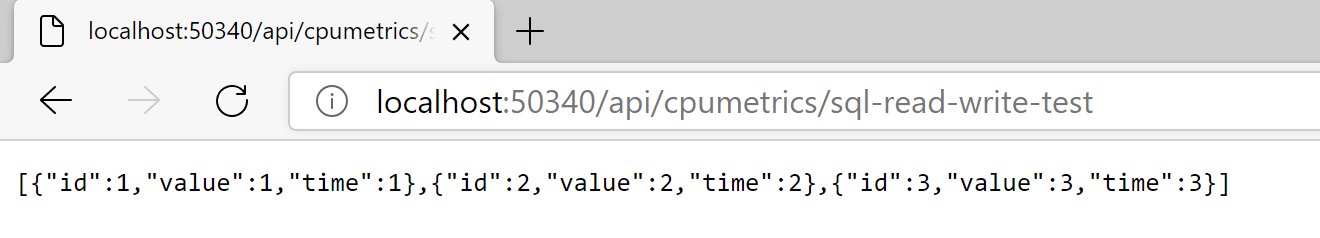 localhost:50340/api/cpumetrics/
localhost:50340/api/cpumetrics/sql-read-write-test
[{"id":1,"value":1,"time":1},{"id":2,"value":2,"time":2},{"id":3,"value":3,"time":3}]